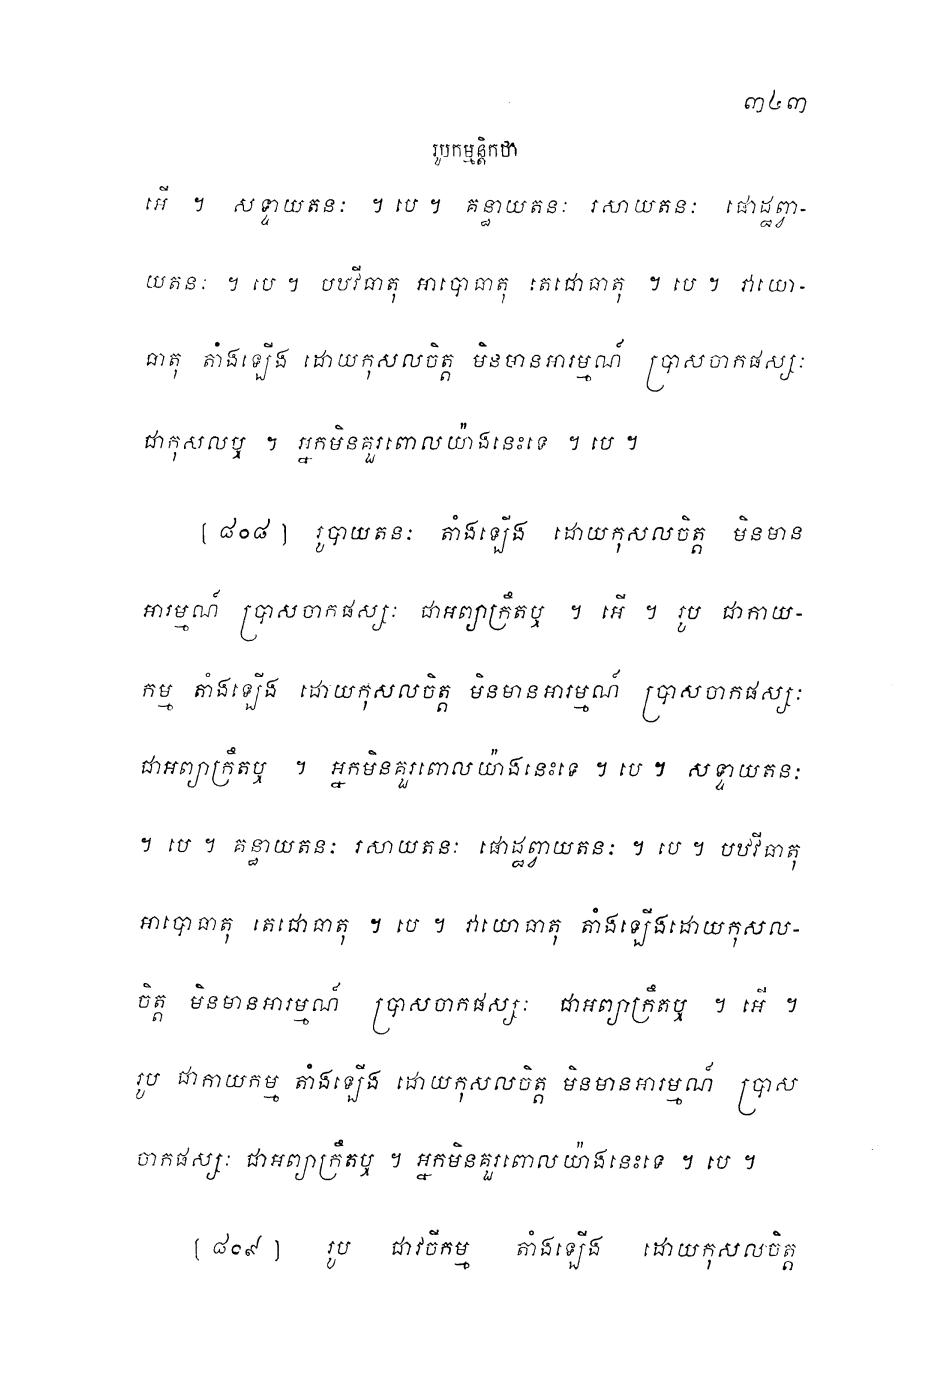 ៣៤៣
រូបកម្មន្តិកថា
អើ ។ សទ្ទាយតនៈ ។ បេ ។ គន្ធាយតនៈ រសាយតនៈ ផោដ្ឋព្វា-
យតនៈ ។ បេ ។ បឋវីធាតុ អាបោធាតុ តេជោធាតុ ។ បេ ។ វាយោ-
ធាតុ តាំងឡើង ដោយកុសលចិត្ត មិនមានអារម្មណ៍ ប្រាសចាកផស្សៈ
ជាកុសលឬ ។ អ្នកមិនគួរពោលយ៉ាងនេះទេ ។ បេ ។
[ ៨០៨ ] រូបាយតនៈ តាំងឡើង ដោយកុសលចិត្ត មិនមាន
អារម្មណ៍ ប្រាសចាកផស្សៈ ជាអព្យាក្រឹតឬ ។ អើ ។ រូប ជាកាយ-
កម្ម តាំងឡើង ដោយកុសលចិត្ត មិនមានអារម្មណ៍ ប្រាសចាកផស្សៈ
ជាអព្យាក្រឹតឬ ។ អ្នកមិនគួរពោលយ៉ាងនេះទេ ។ បេ ។ សទ្ទាយតនៈ
។ បេ ។ គន្ធាយតនៈ រសាយតនៈ ផោដ្ឋព្វាយតនៈ ។ បេ ។ បឋវីធាតុ
អាបោធាតុ តេជោធាតុ ។ បេ ។ វាយោធាតុ តាំងឡើងដោយកុសល-
ចិត្ត មិនមានអារម្មណ៍ ប្រាសចាកផស្សៈ ជាអព្យាក្រឹតឬ ។ អើ ។
រូប ជាកាយកម្ម តាំងឡើង ដោយកុសលចិត្ត មិនមានអារម្មណ៍ ប្រាស
ចាកផស្សៈ ជាអព្យាក្រឹតឬ ។ អ្នកមិនគួរពោលយ៉ាងនេះទេ ។ បេ ។
[ ៨០៩ ] រូប ជាវចីកម្ម តាំងឡើង ដោយកុសលចិត្ត